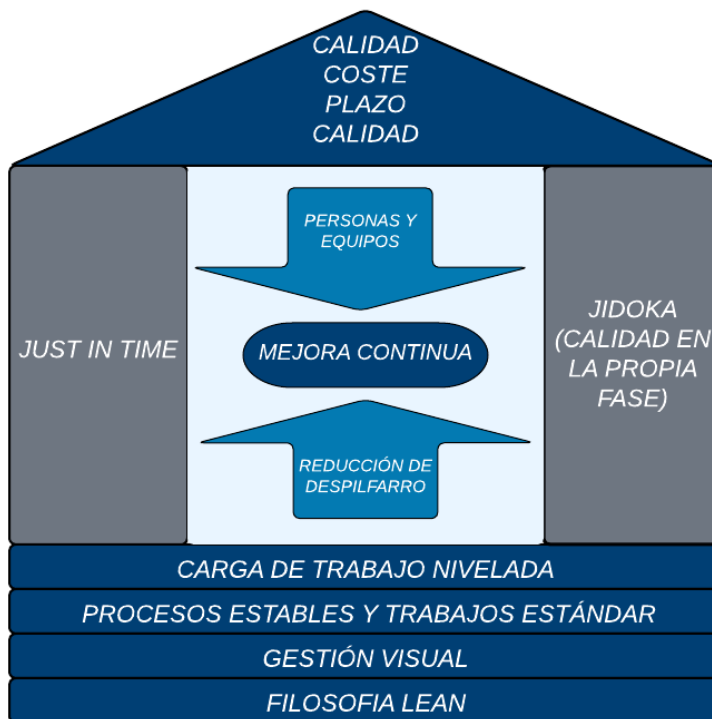 CALIDAD
COSTE
PLAZO
CALIDAD
PERSONAS Y
EQUIPOS
JUST IN TIME
MEJORA CONTINUA
JIDOKA
(CALIDAD EN
LA PROPIA
FASE)
REDUCCIÓN DE
DESPILFARRO
CARGA DE TRABAJO NIVELADA
PROCESOS ESTABLES Y TRABAJOS ESTÁNDAR
GESTIÓN VISUAL
FILOSOFIA LEAN